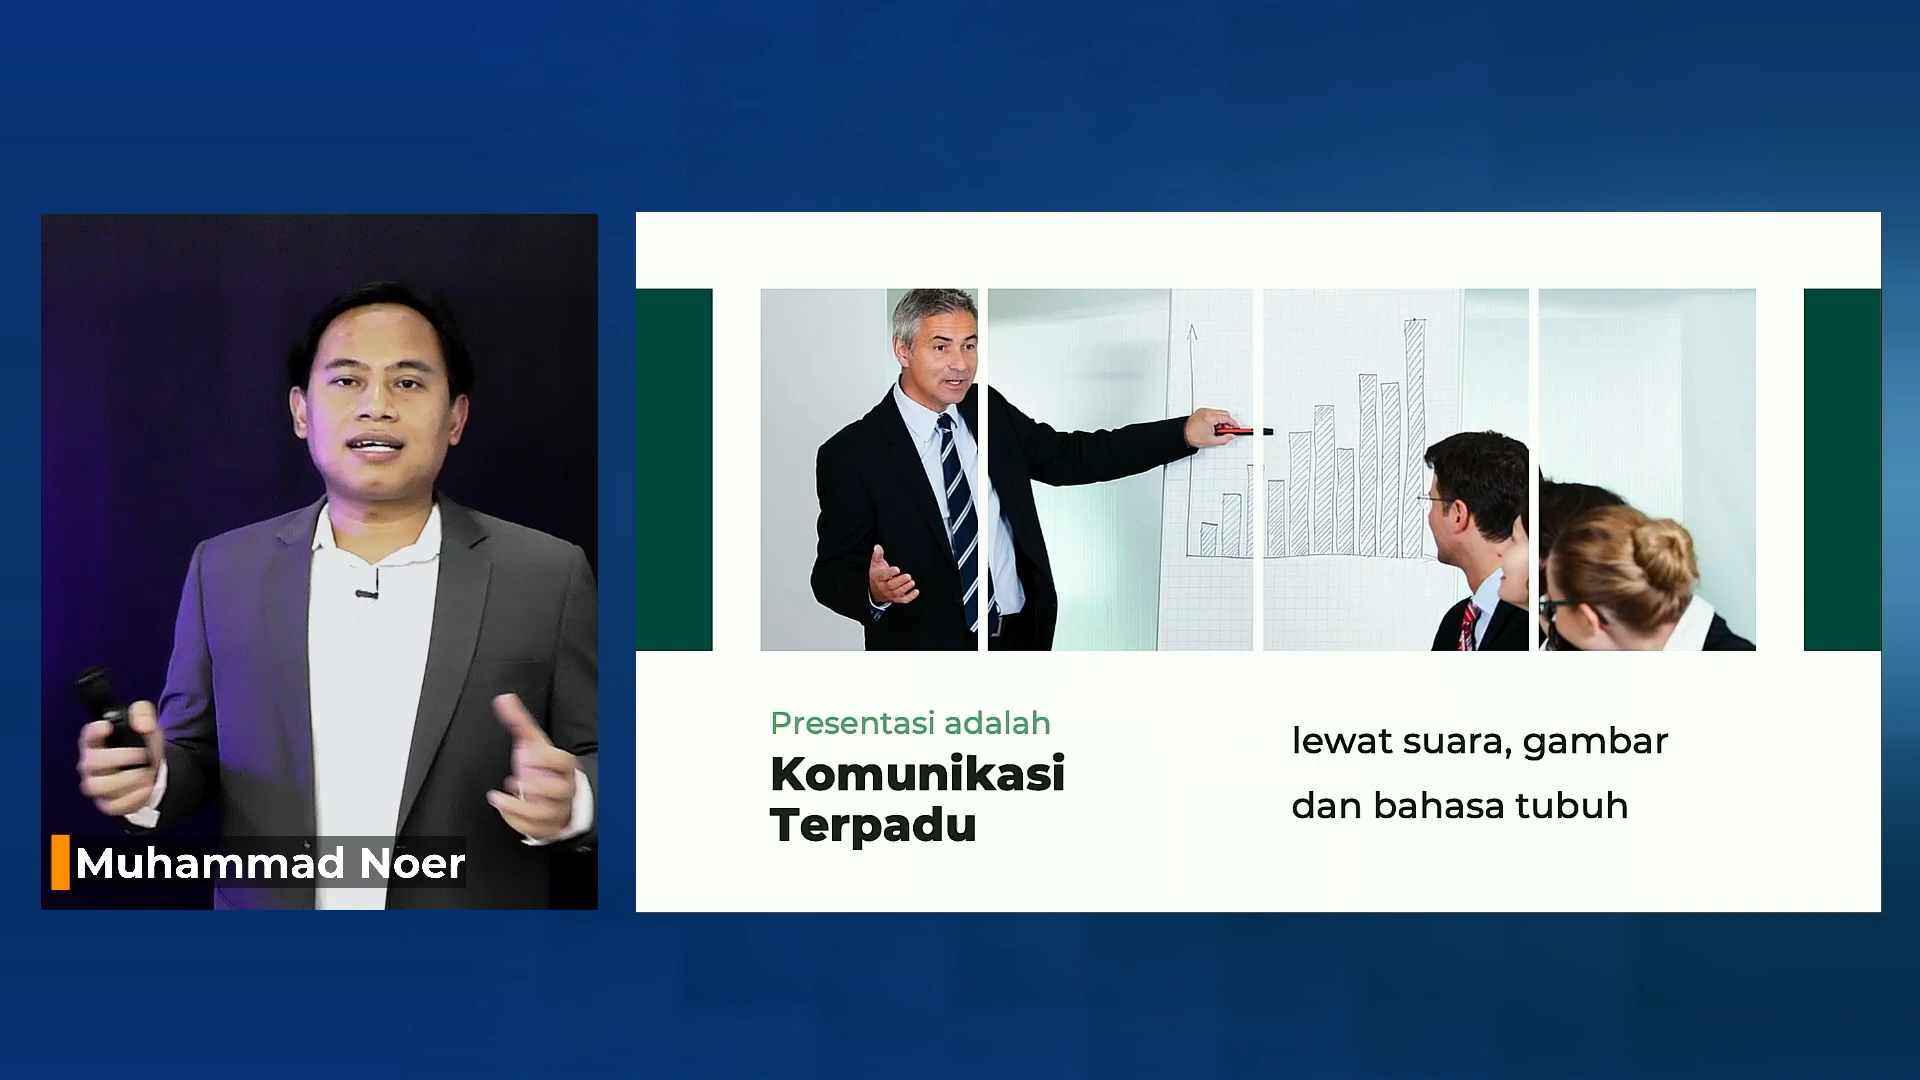 Muhammad Noer
Presentasi adalah
Komunikasi
Terpadu
lewat suara, gambar
dan bahasa tubuh